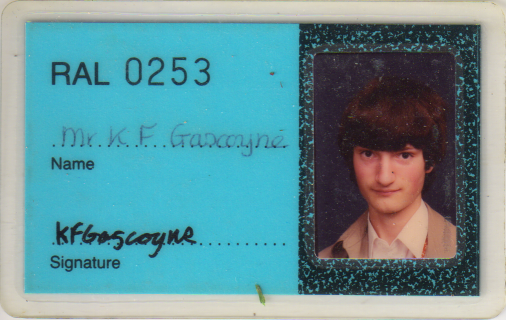 RAL 0253
Mr K F Gascoyne
Name
KFGascoyne
Signature